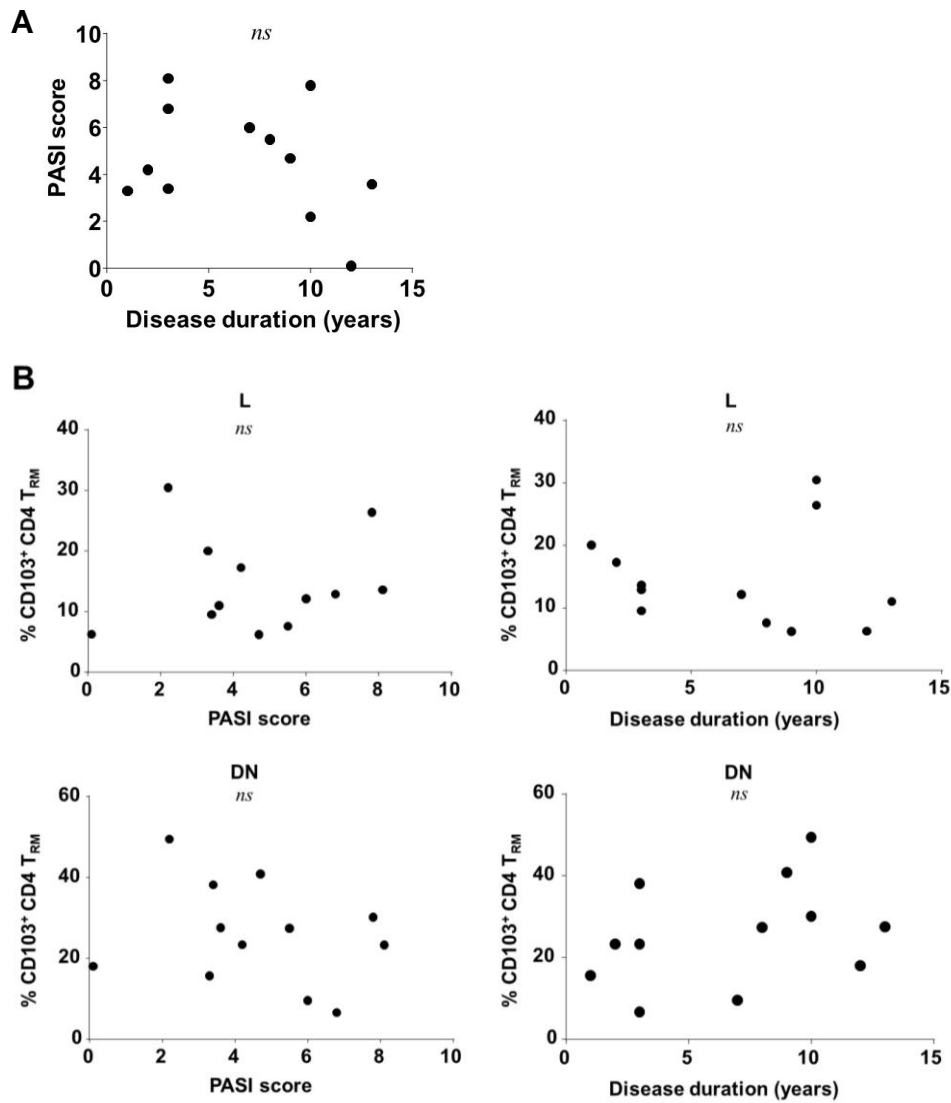 A
ns
PASI score
10
8
6
4
2
0
0 5 10 15
Disease duration (years)
B
L
ns
% CD103⁺ CD4 T_RM
40
30
20
10
0
0 2 4 6 8 10
PASI score
L
ns
% CD103⁺ CD4 T_RM
40
30
20
10
0
0 5 10 15
Disease duration (years)
DN
ns
% CD103⁺ CD4 T_RM
60
40
20
0
0 2 4 6 8 10
PASI score
DN
ns
% CD103⁺ CD4 T_RM
60
40
20
0
0 5 10 15
Disease duration (years)